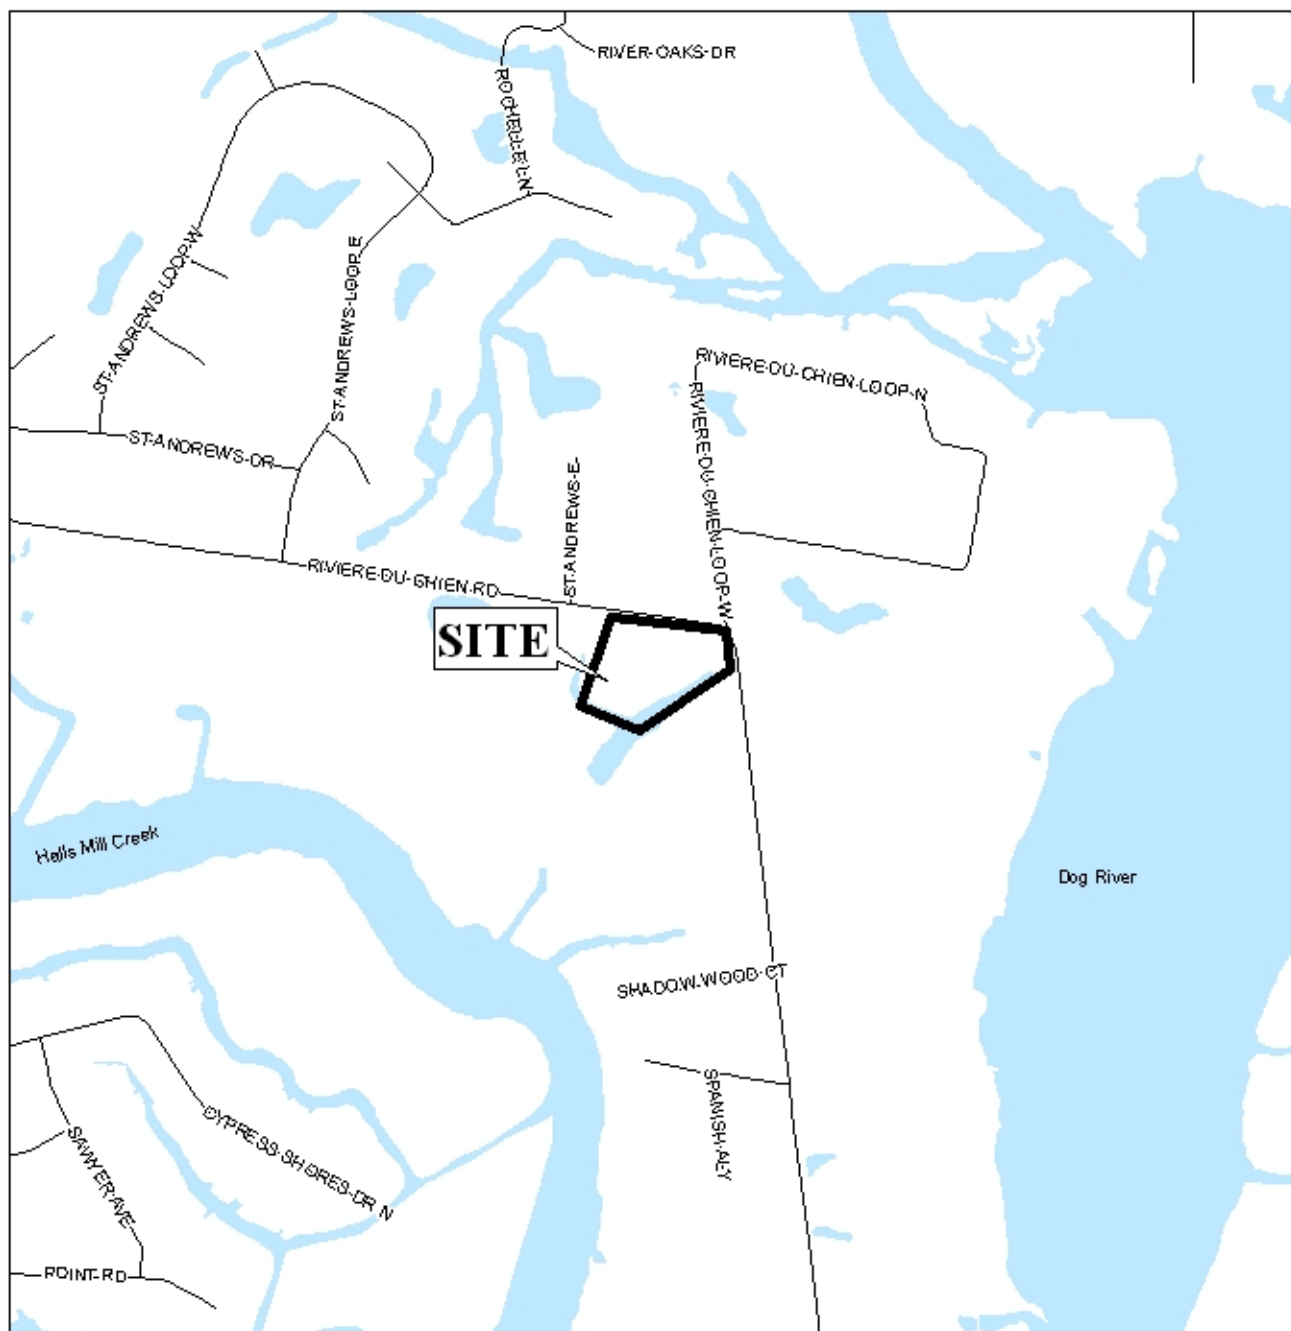 RIVER-OAKS-DR
ROCHELLE-LN
ST-ANDREWS-LOOP-W
ST-ANDREWS-LOOP-E
RIVIERE-DU-CHIEN-LOOP-N
RIVIERE-DU-CHIEN-LOOP-W
ST-ANDREWS-DR
ST-ANDREWS-E
RIVIERE-DU-CHIEN-RD
SITE
Halls Mill Creek
Dog River
SHADOW-WOOD-CT
SPANISH-ALY
CYPRESS-SHORES-DR N
SAWYER-AVE
POINT-RD